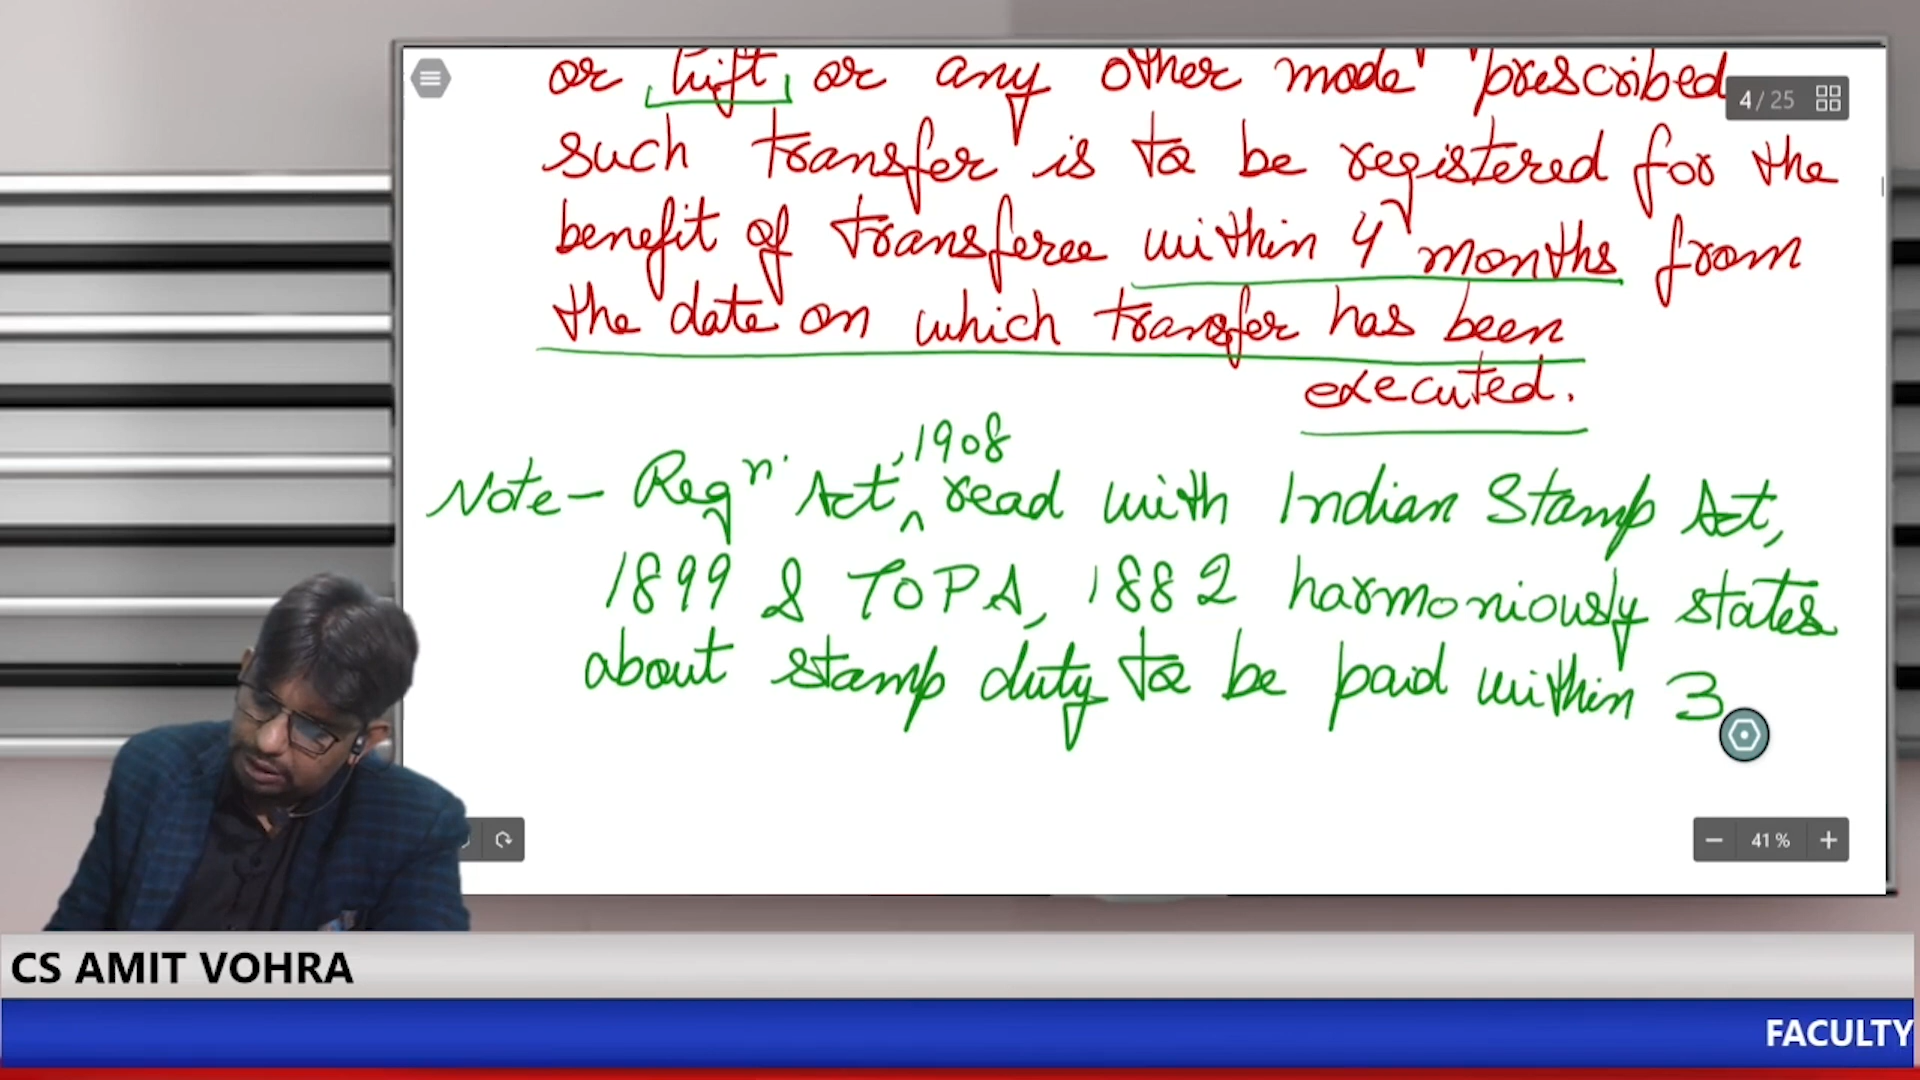 or Gift or any other mode prescribed
4 / 25
such transfer is to be registered for the
benefit of transferee within 4 months from
the date on which transfer has been
executed.
,1908
Note - Regn. Act, ^ read with Indian Stamp Act,
1899 & TOPA, 1882 harmoniously states
about stamp duty to be paid within 3
41 %
CS AMIT VOHRA
FACULTY